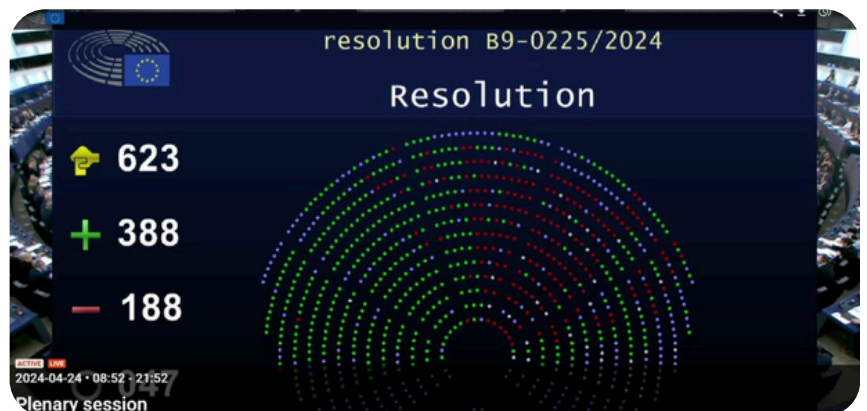 resolution B9-0225/2024
Resolution
623
388
188
047
ACTIVE LIVE
2024-04-24 • 08:52 - 21:52
Plenary session